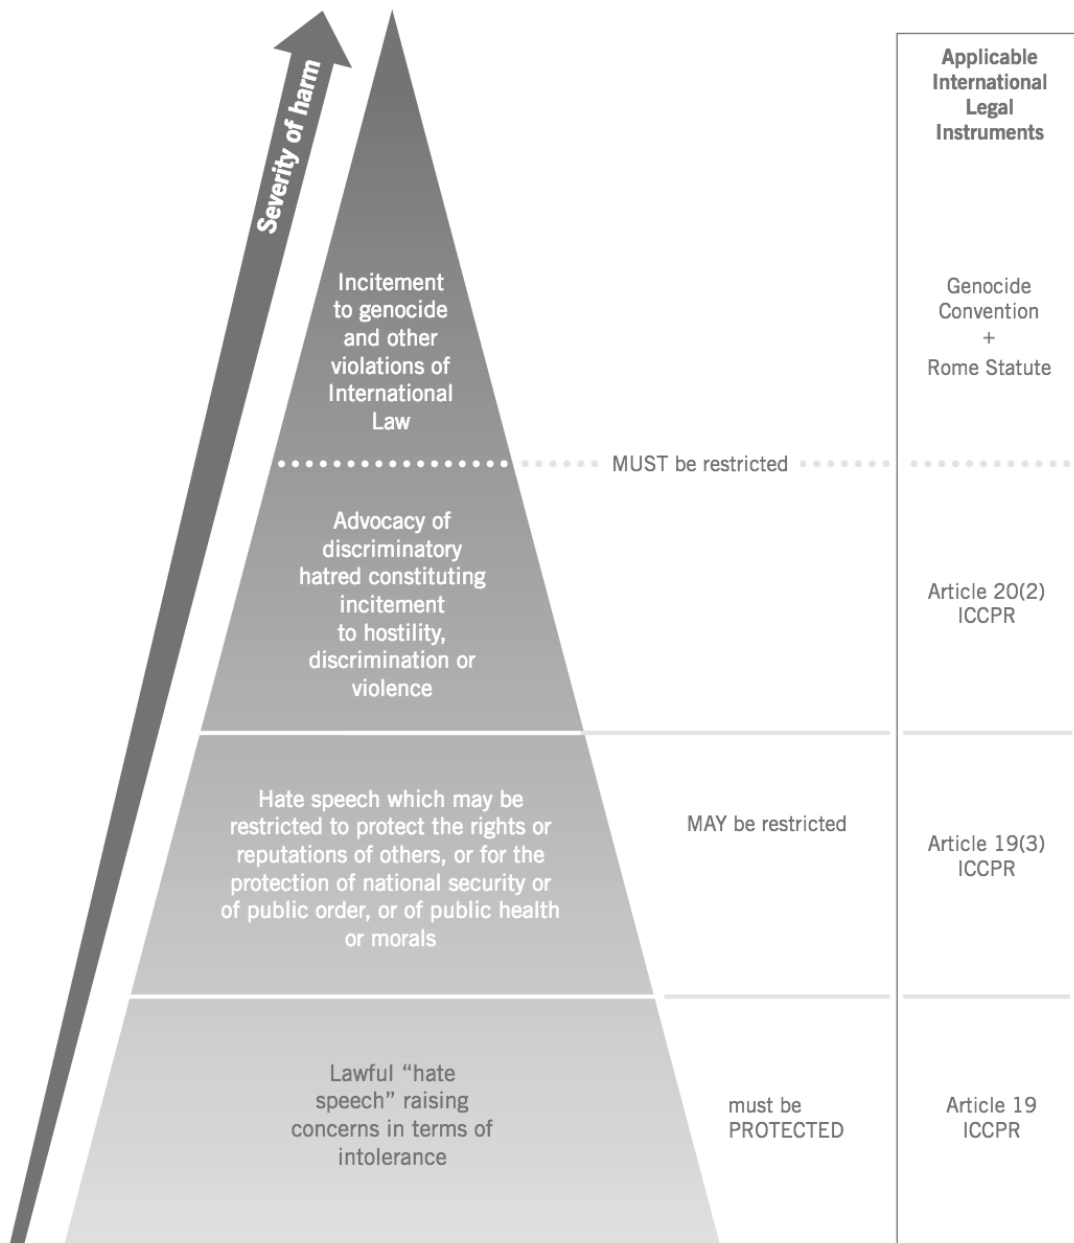 Severity of harm
Applicable
International
Legal
Instruments
Incitement
to genocide
and other
violations of
International
Law
Genocide
Convention
+
Rome Statute
MUST be restricted
Advocacy of
discriminatory
hatred constituting
incitement
to hostility,
discrimination or
violence
Article 20(2)
ICCPR
Hate speech which may be
restricted to protect the rights or
reputations of others, or for the
protection of national security or
of public order, or of public health
or morals
MAY be restricted
Article 19(3)
ICCPR
Lawful “hate
speech” raising
concerns in terms of
intolerance
must be
PROTECTED
Article 19
ICCPR